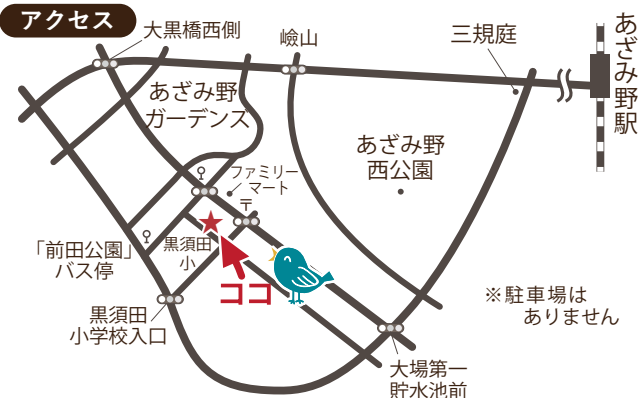 アクセス
大黒橋西側
嶮山
三規庭
あざみ野駅
あざみ野
ガーデンズ
あざみ野
西公園
ファミリー
マート
〒
「前田公園」
バス停
黒須田
小
ココ
黒須田
小学校入口
※駐車場は
ありません
大場第一
貯水池前